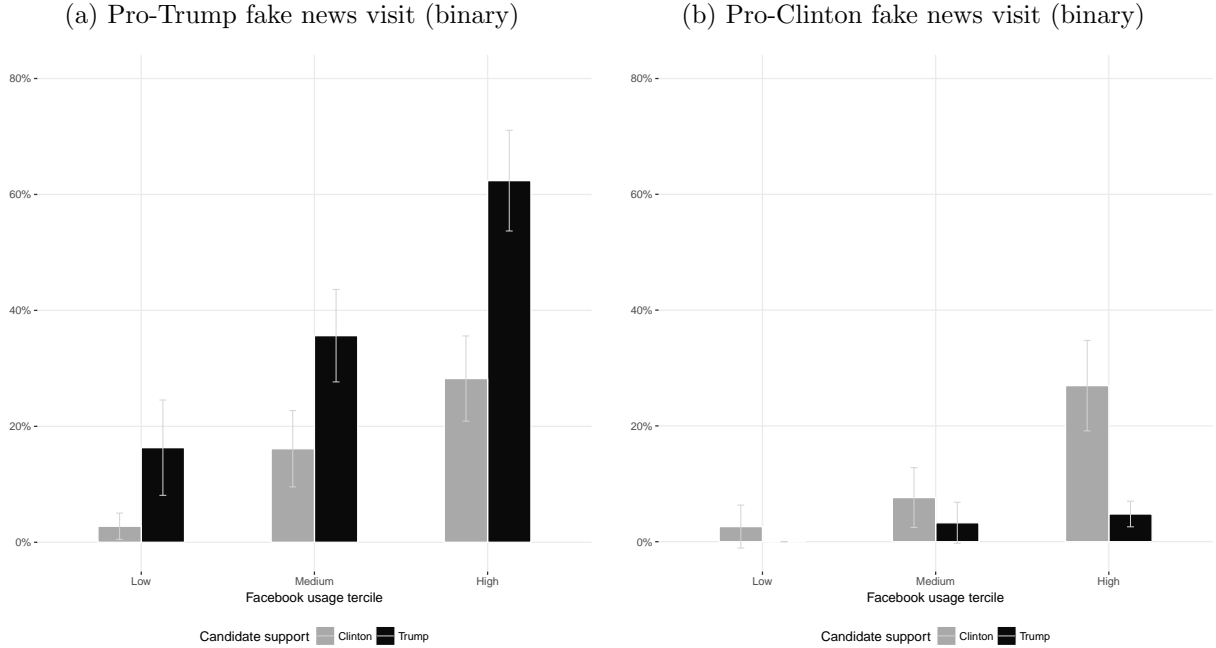 (a) Pro-Trump fake news visit (binary)
80%
60%
40%
20%
0%
Low Medium High
Facebook usage tercile
Candidate support Clinton Trump
(b) Pro-Clinton fake news visit (binary)
80%
60%
40%
20%
0%
Low Medium High
Facebook usage tercile
Candidate support Clinton Trump